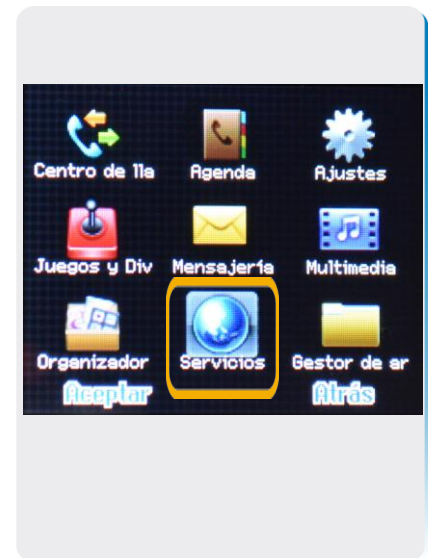 Centro de lla
Agenda
Ajustes
Juegos y Div
Mensajería
Multimedia
Organizador
Servicios
Gestor de ar
Aceptar
Atrás